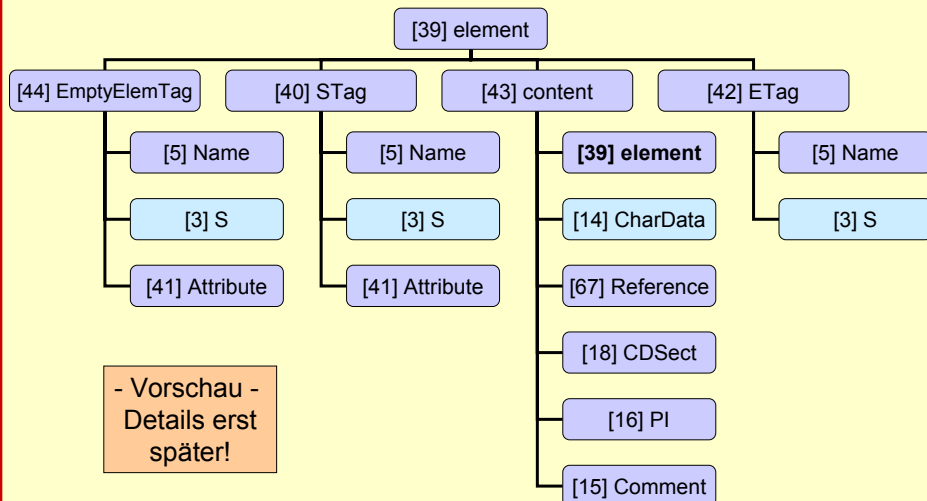 [39] element
[44] EmptyElemTag
[40] STag
[43] content
[42] ETag
[5] Name
[5] Name
[39] element
[5] Name
[3] S
[3] S
[14] CharData
[3] S
[41] Attribute
[41] Attribute
[67] Reference
[18] CDSect
[16] PI
[15] Comment
- Vorschau -
Details erst
später!